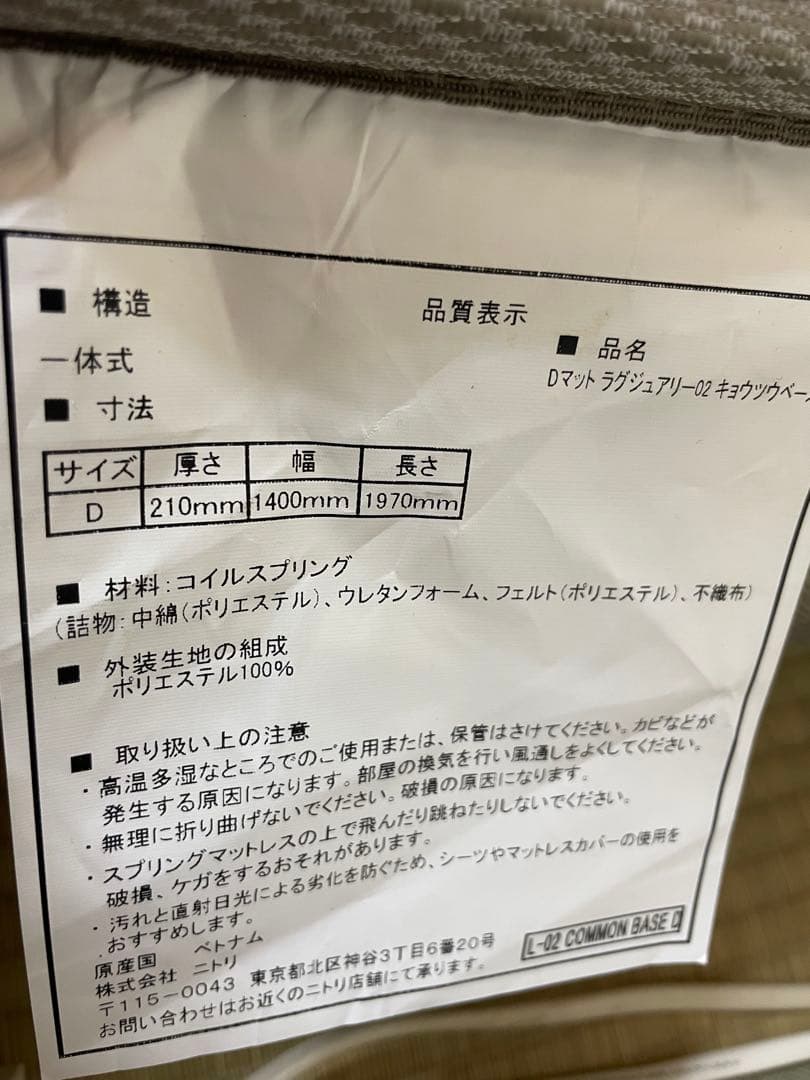 品質表示
■ 構造
一体式
■ 品名
Dマット ラグジュアリー02 キョウツウベー
■ 寸法
サイズ 厚さ 幅 長さ
D 210mm 1400mm 1970mm
■ 材料：コイルスプリング
（詰物：中綿（ポリエステル）、ウレタンフォーム、フェルト（ポリエステル）、不織布）
■ 外装生地の組成
ポリエステル100%
■ 取り扱い上の注意
・高温多湿なところでのご使用または、保管はさけてください。カビなどが
発生する原因になります。部屋の換気を行い風通しをよくしてください。
・無理に折り曲げないでください。破損の原因になります。
・スプリングマットレスの上で飛んだり跳ねたりしないでください。
破損、ケガをするおそれがあります。
・汚れと直射日光による劣化を防ぐため、シーツやマットレスカバーの使用を
おすすめします。
原産国 ベトナム
株式会社 ニトリ
〒115-0043 東京都北区神谷3丁目6番20号
お問い合わせはお近くのニトリ店舗にて承ります。
L-02 COMMON BASE D